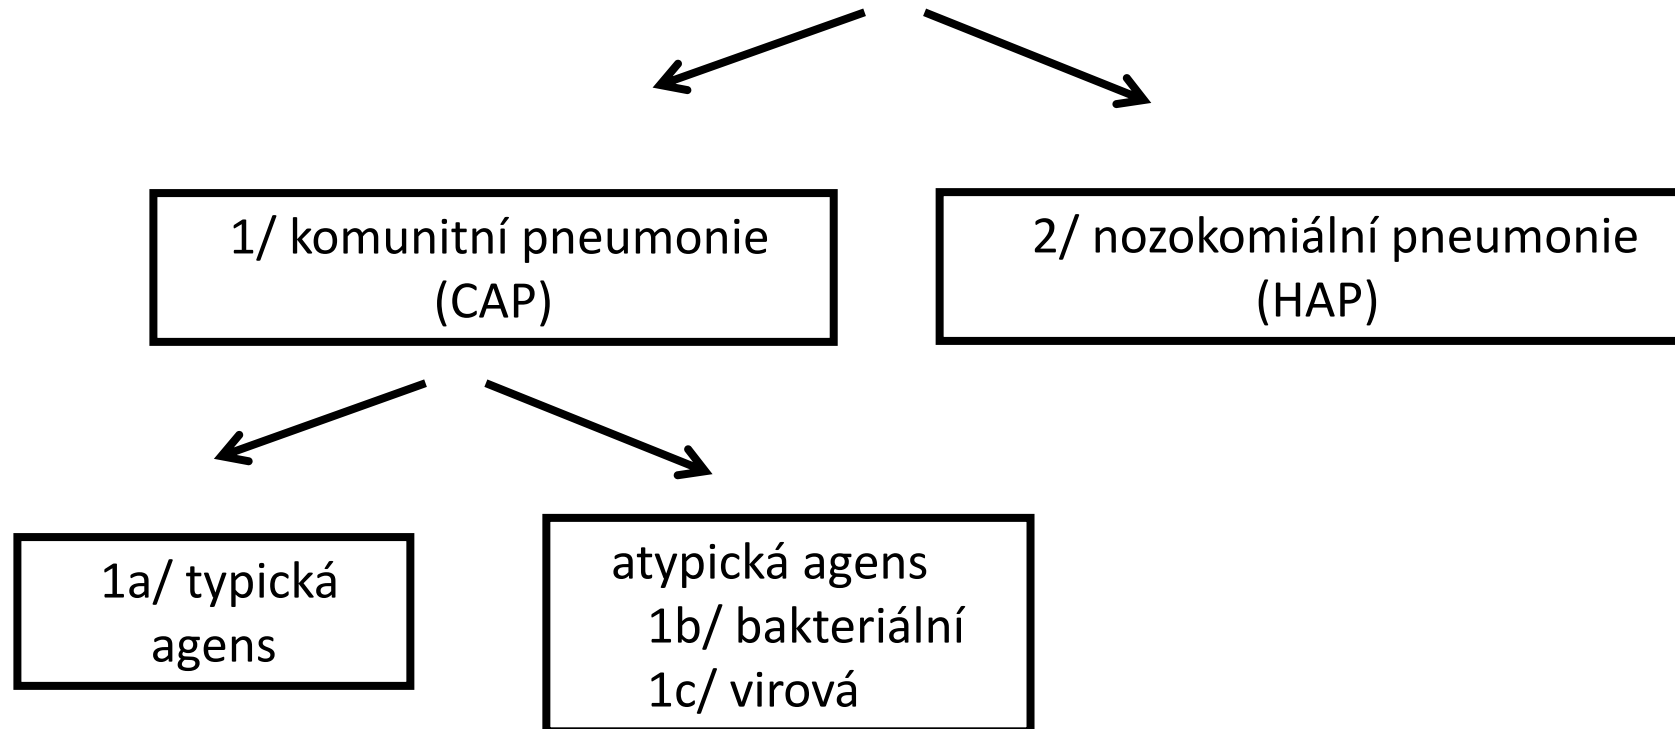 1/ komunitní pneumonie
(CAP)
2/ nozokomiální pneumonie
(HAP)
1a/ typická
agens
atypická agens
1b/ bakteriální
1c/ virová